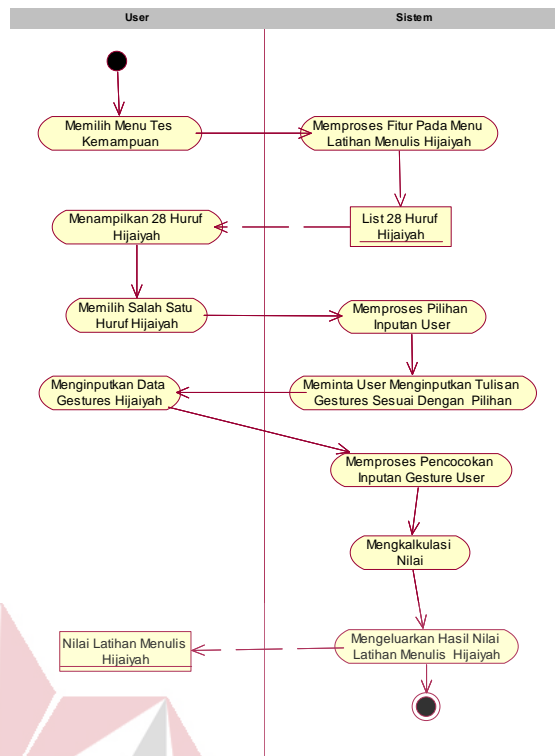 User
Sistem
Memilih Menu Tes
Kemampuan
Memproses Fitur Pada Menu
Latihan Menulis Hijaiyah
List 28 Huruf
Hijaiyah
Menampilkan 28 Huruf
Hijaiyah
Memilih Salah Satu
Huruf Hijaiyah
Memproses Pilihan
Inputan User
Meminta User Menginputkan Tulisan
Gestures Sesuai Dengan Pilihan
Menginputkan Data
Gestures Hijaiyah
Memproses Pencocokan
Inputan Gesture User
Mengkalkulasi
Nilai
Mengeluarkan Hasil Nilai
Latihan Menulis Hijaiyah
Nilai Latihan Menulis
Hijaiyah